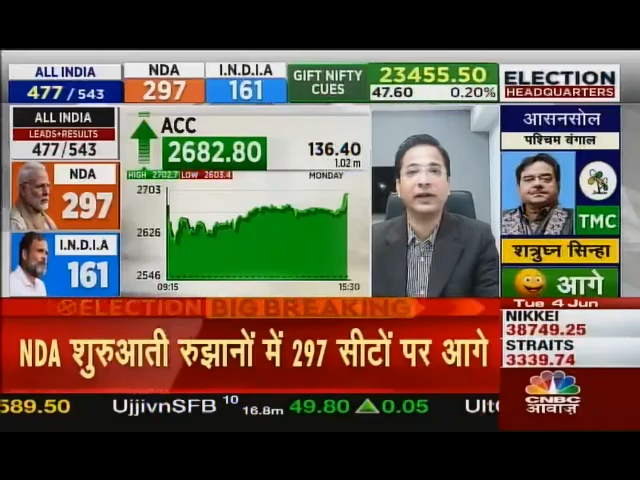 ALL INDIA
477 / 543
NDA
297
I.N.D.I.A
161
GIFT NIFTY
CUES
23455.50
47.60 0.20%
ELECTION
HEADQUARTERS
ALL INDIA
LEADS+RESULTS
477/543
NDA
297
I.N.D.I.A
161
ACC
2682.80
136.40
1.02 m
HIGH 2702.7 LOW 2603.4
MONDAY
2703
2626
2546
09:15 15:30
आसनसोल
पश्चिम बंगाल
TMC
शत्रुघ्न सिन्हा
आगे
Tue 4 Jun
NIKKEI
38749.25
STRAITS
3339.74
ELECTION BIG BREAKING
NDA शुरुआती रुझानों में 297 सीटों पर आगे
CNBC
आवाज़
589.50 UjjivnSFB 10 16.8m 49.80 ▲0.05 Ult